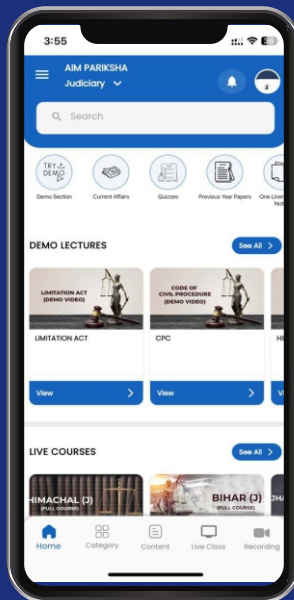 3:55
AIM PARIKSHA
Judiciary
Search
TRY
DEMO
Demo Section
Current Affairs
Quizzes
Previous Year Papers
One Liner
DEMO LECTURES
See All
LIMITATION ACT
(DEMO VIDEO)
CODE OF
CIVIL PROCEDURE
(DEMO VIDEO)
LIMITATION ACT
CPC
View
View
LIVE COURSES
See All
HIMACHAL (J)
(FULL COURSE)
BIHAR (J)
(FULL COURSE)
Home
Category
Content
Live Class
Recording